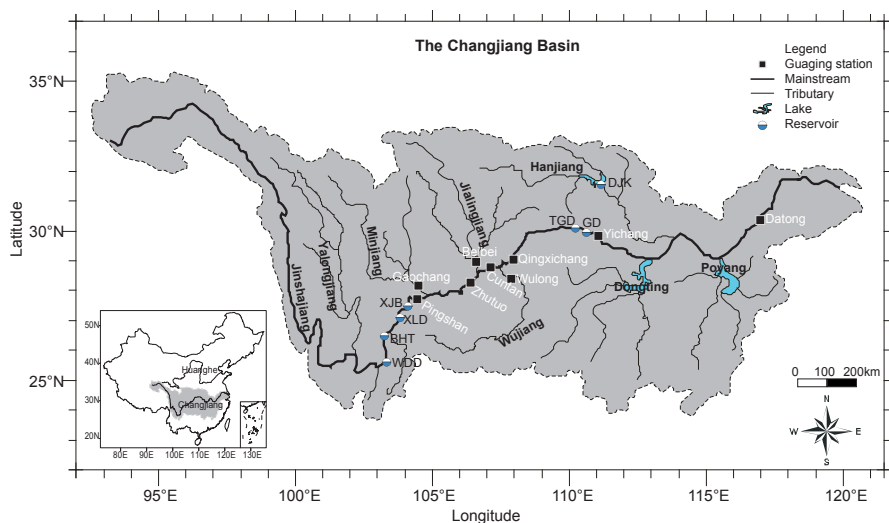 The Changjiang Basin
Legend
Guaging station
Mainstream
Tributary
Lake
Reservoir
35°N
30°N
25°N
Latitude
Hanjiang
DJK
TGD
GD
Yichang
Datong
Jialingjiang
Beibei
Qingxichang
Minjiang
Yalongjiang
Jinshajiang
Gaochang
Cuntan
Wulong
Zhutuo
Pingshan
Dongting
Poyang
XJB
XLD
BHT
WDD
Wujiang
50N
40N
30N
20N
Huanghe
Changjiang
80E
90E
100E
110E
120E
130E
0 100 200km
N
W E
S
95°E
100°E
105°E
110°E
115°E
120°E
Longitude